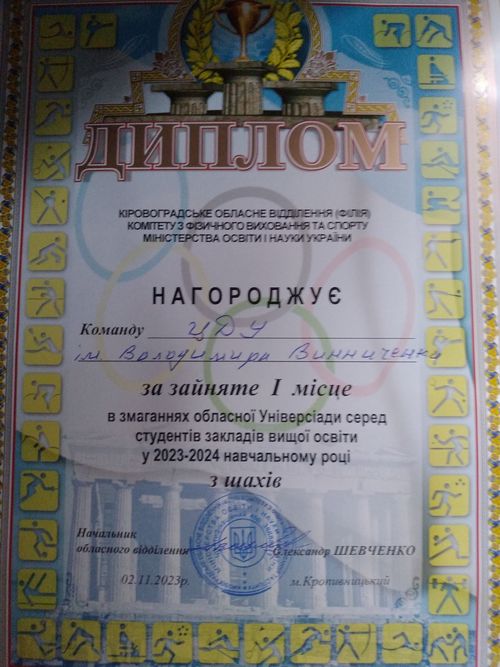 ДИПЛОМ
КІРОВОГРАДСЬКЕ ОБЛАСНЕ ВІДДІЛЕННЯ (ФІЛІЯ)
КОМІТЕТУ З ФІЗИЧНОГО ВИХОВАННЯ ТА СПОРТУ
МІНІСТЕРСТВА ОСВІТИ І НАУКИ УКРАЇНИ
НАГОРОДЖУЄ
Команду ЦДУ
ім. Володимира Винниченка
за зайняте I місце
в змаганнях обласної Універсіади серед
студентів закладів вищої освіти
у 2023-2024 навчальному році
з шахів
Начальник
обласного відділення Олександр ШЕВЧЕНКО
02.11.2023р. м.Кропивницький